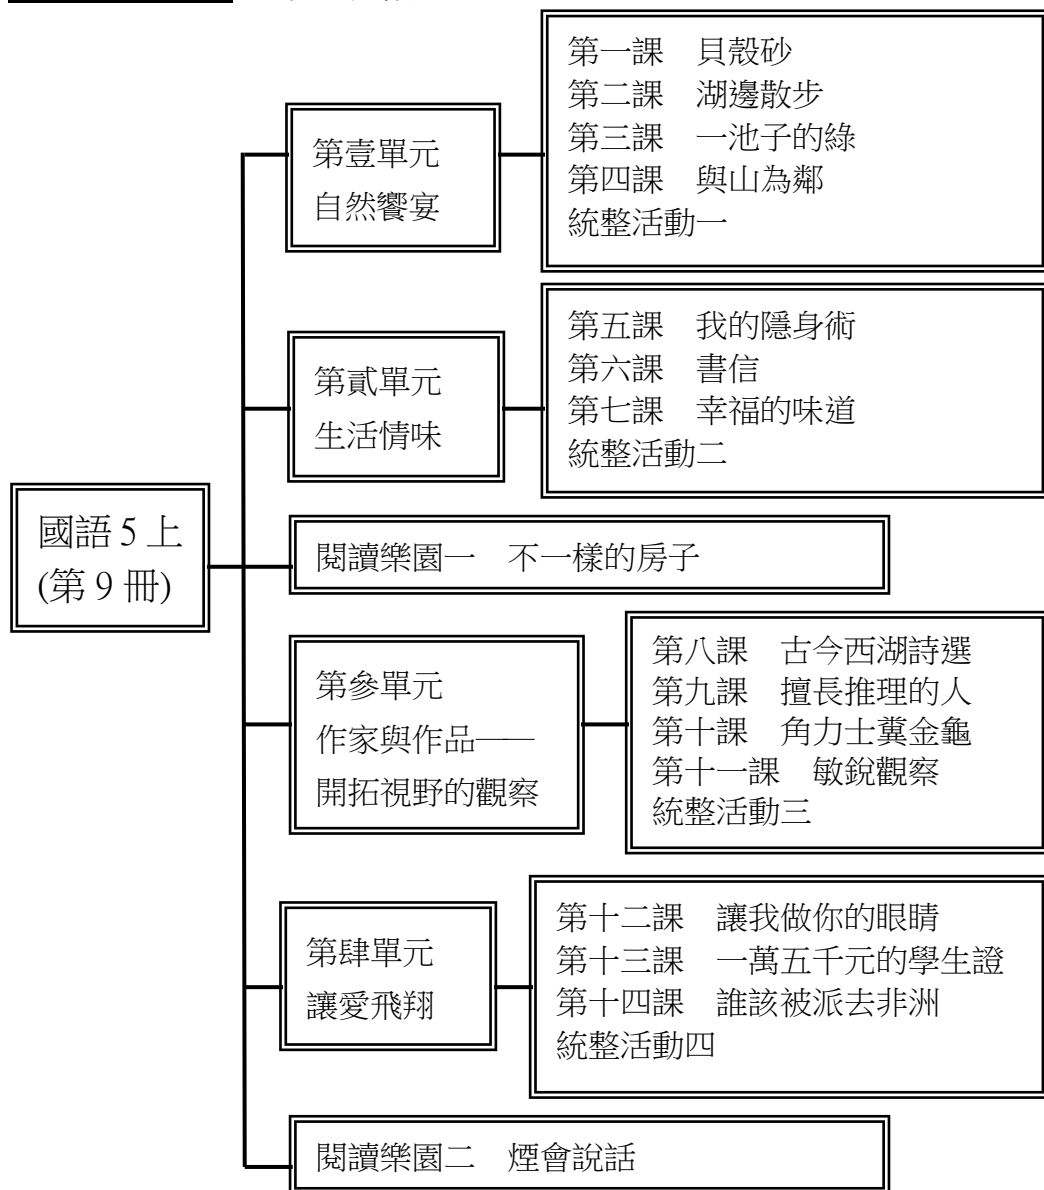 國語 5 上
(第 9 冊)
第壹單元
自然饗宴
第一課　貝殼砂
第二課　湖邊散步
第三課　一池子的綠
第四課　與山為鄰
統整活動一
第貳單元
生活情味
第五課　我的隱身術
第六課　書信
第七課　幸福的味道
統整活動二
閱讀樂園一　不一樣的房子
第參單元
作家與作品——
開拓視野的觀察
第八課　古今西湖詩選
第九課　擅長推理的人
第十課　角力士糞金龜
第十一課　敏銳觀察
統整活動三
第肆單元
讓愛飛翔
第十二課　讓我做你的眼睛
第十三課　一萬五千元的學生證
第十四課　誰該被派去非洲
統整活動四
閱讀樂園二　煙會說話